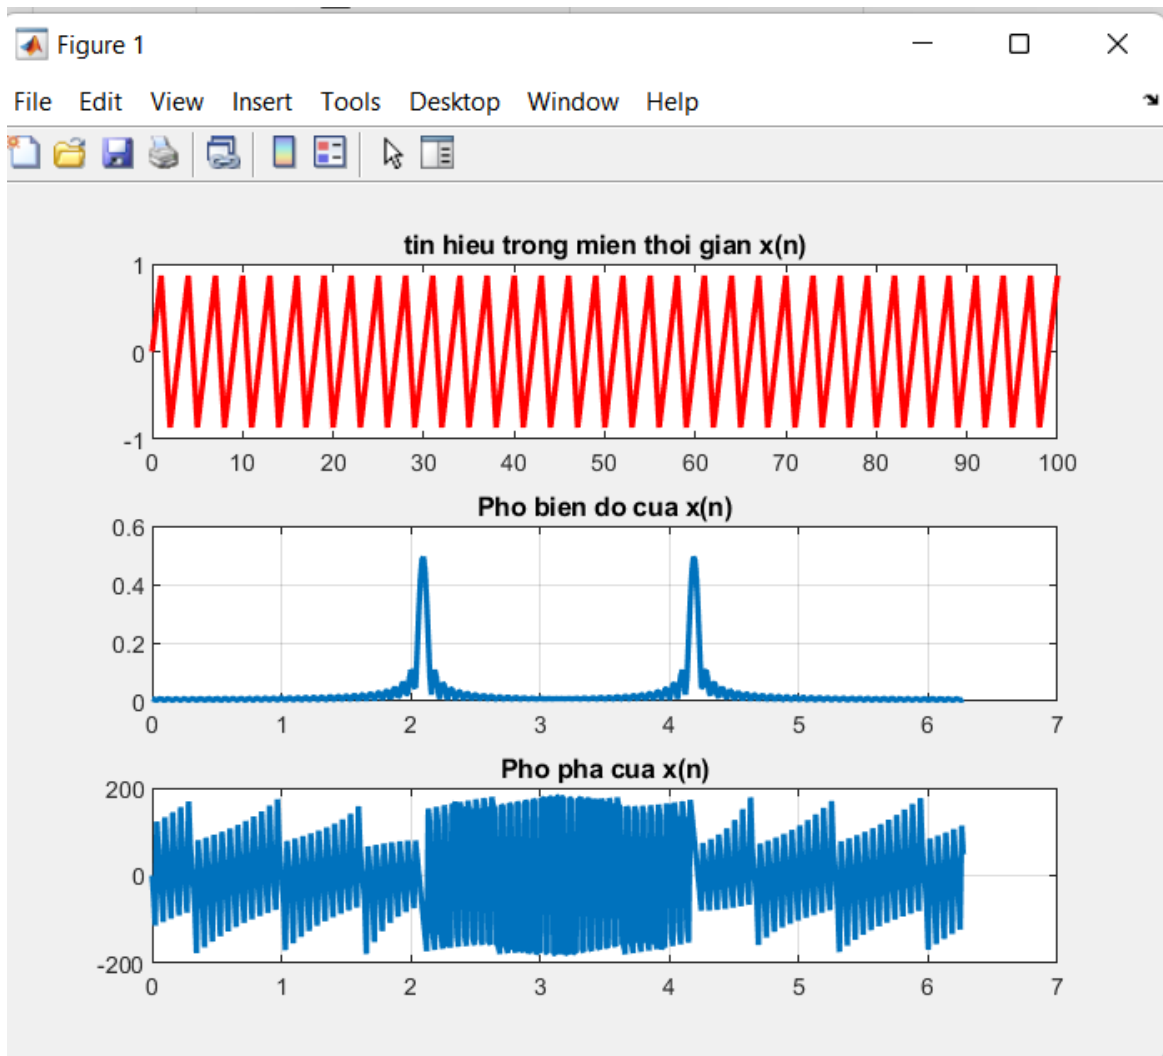 Figure 1
File Edit View Insert Tools Desktop Window Help
tin hieu trong mien thoi gian x(n)
1
0
-1
0 10 20 30 40 50 60 70 80 90 100
Pho bien do cua x(n)
0.6
0.4
0.2
0
0 1 2 3 4 5 6 7
Pho pha cua x(n)
200
0
-200
0 1 2 3 4 5 6 7